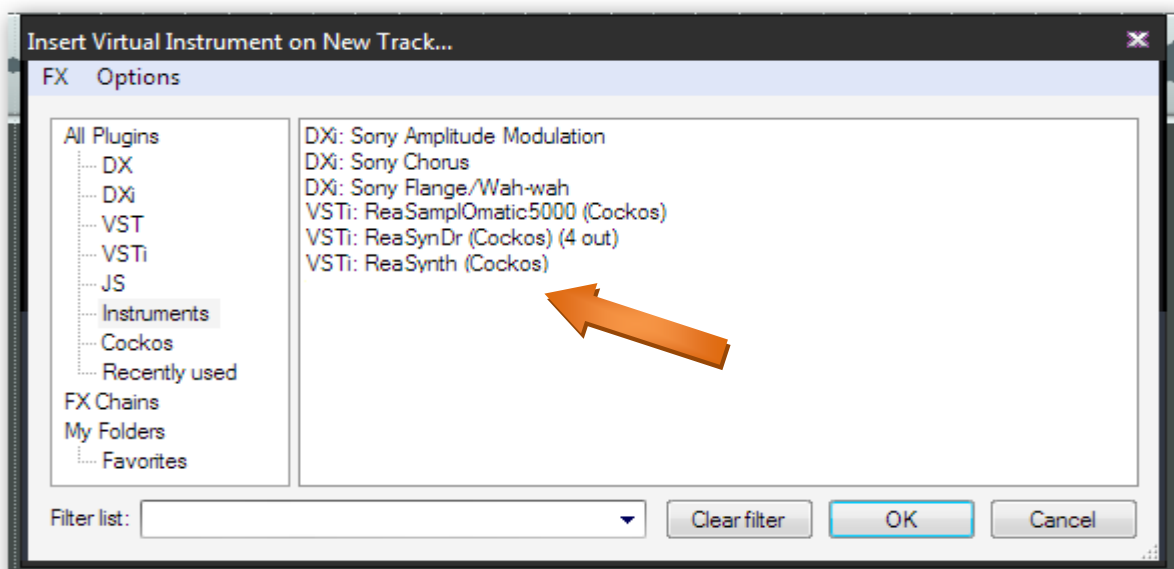 Insert Virtual Instrument on New Track...
FX Options
All Plugins
DX
DXi
VST
VSTi
JS
Instruments
Cockos
Recently used
FX Chains
My Folders
Favorites
DXi: Sony Amplitude Modulation
DXi: Sony Chorus
DXi: Sony Flange/Wah-wah
VSTi: ReaSamplOmatic5000 (Cockos)
VSTi: ReaSynDr (Cockos) (4 out)
VSTi: ReaSynth (Cockos)
Filter list:
Clear filter
OK
Cancel